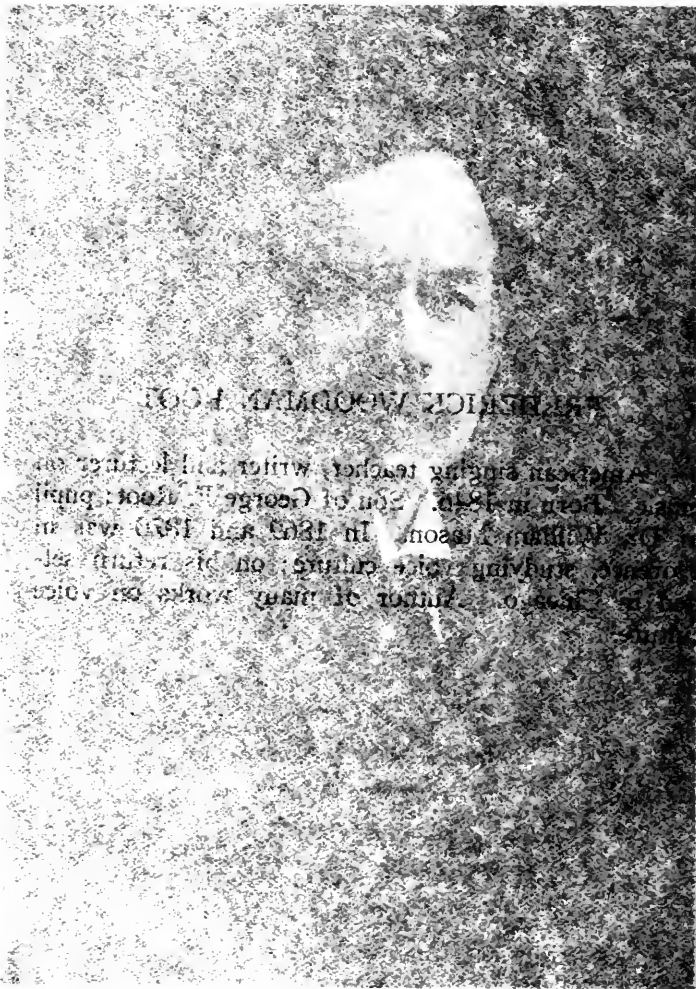 FREDERICK WOODMAN ROOT
American singing teacher, writer and lecturer on
Born in 1846. Son of George F. Root; pupil
Dr. William Mason. In 1869 and 1870 was in
studying voice culture; on his return set-
in Chicago. Author of many works on voice